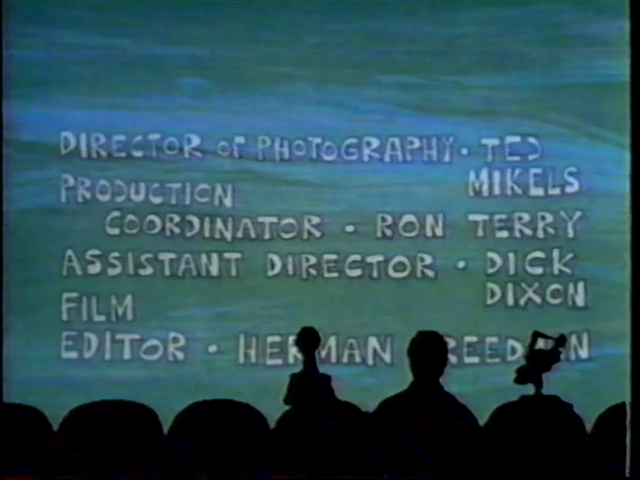 DIRECTOR OF PHOTOGRAPHY · TED
MIKELS
PRODUCTION
COORDINATOR · RON TERRY
ASSISTANT DIRECTOR · DICK
DIXON
FILM
EDITOR · HERMAN